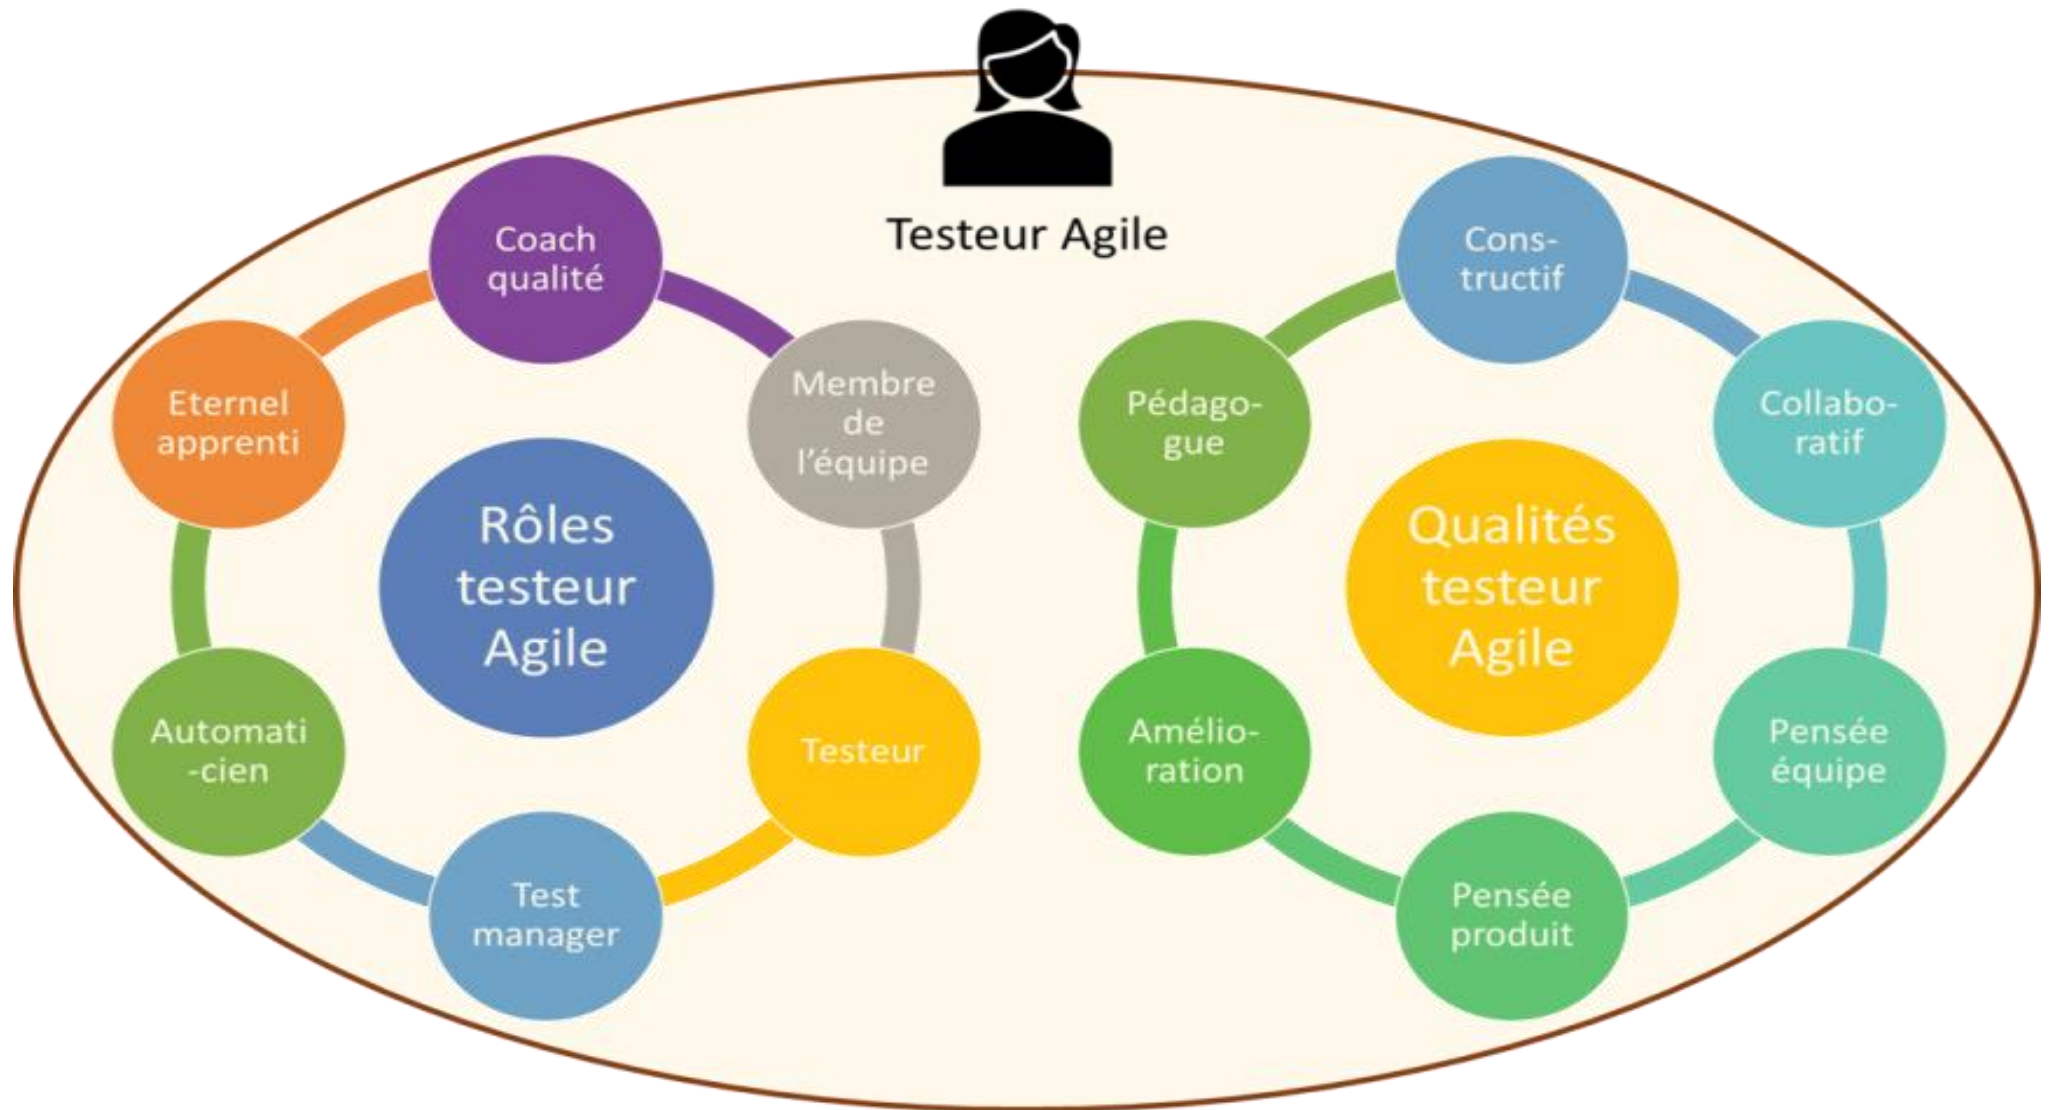 Testeur Agile
Coach
qualité
Membre
de
l'équipe
Testeur
Test
manager
Automati
-cien
Eternel
apprenti
Rôles
testeur
Agile
Cons-
tructif
Collabo-
ratif
Pensée
équipe
Pensée
produit
Amélio-
ration
Pédago-
gue
Qualités
testeur
Agile